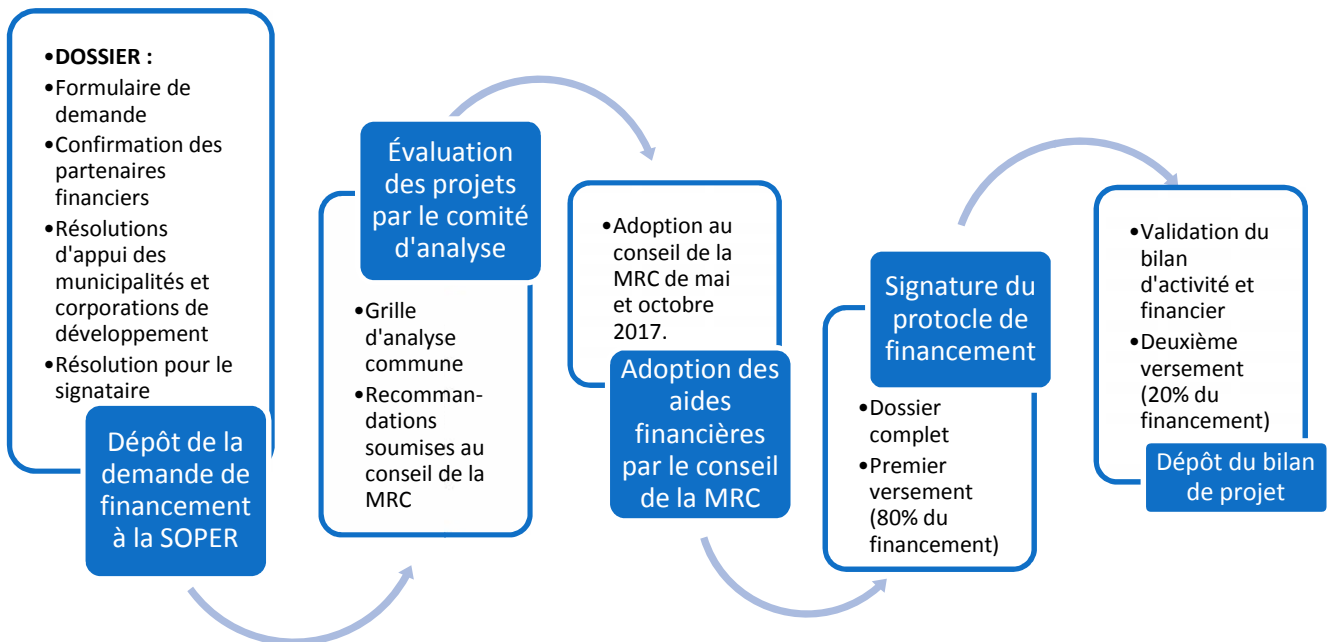 •DOSSIER :
•Formulaire de
demande
•Confirmation des
partenaires
financiers
•Résolutions
d'appui des
municipalités et
corporations de
développement
•Résolution pour le
signataire
Dépôt de la
demande de
financement
à la SOPER
Évaluation
des projets
par le comité
d'analyse
•Grille
d'analyse
commune
•Recomman-
dations
soumises au
conseil de la
MRC
•Adoption au
conseil de la
MRC de mai
et octobre
2017.
Adoption des
aides
financières
par le conseil
de la MRC
Signature du
protocle de
financement
•Dossier
complet
•Premier
versement
(80% du
financement)
•Validation du
bilan
d'activité et
financier
•Deuxième
versement
(20% du
financement)
Dépôt du bilan
de projet